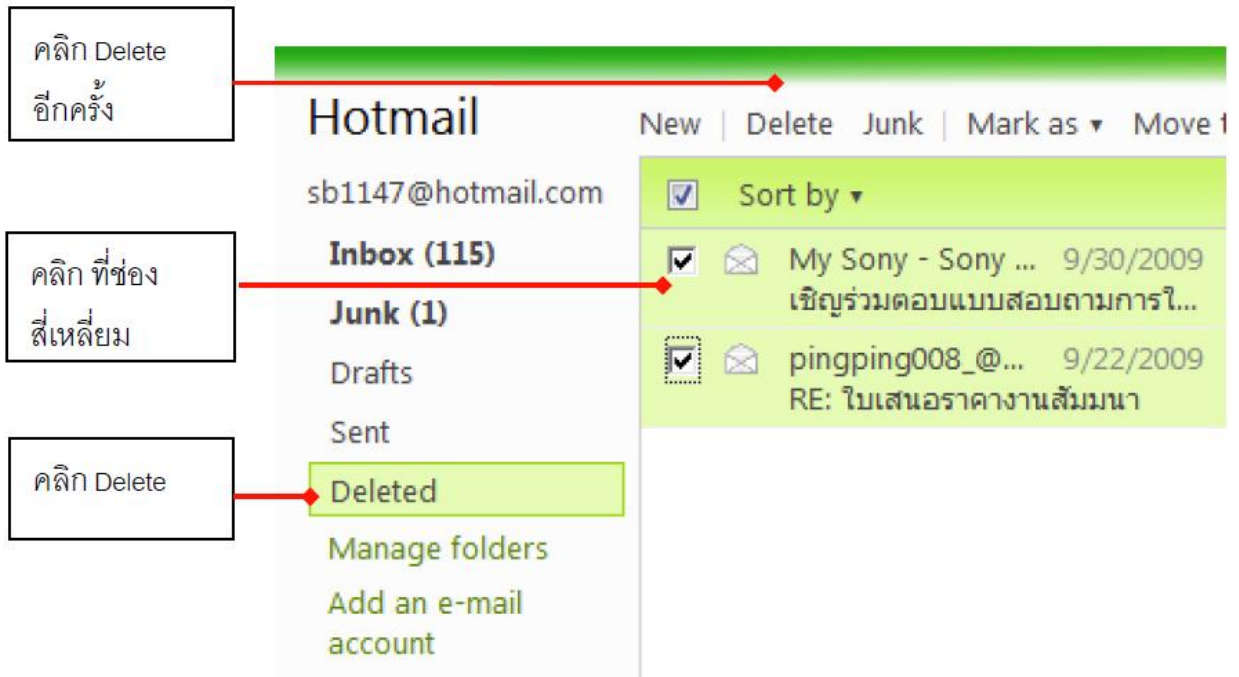 คลิก Delete
อีกครั้ง
Hotmail
New | Delete Junk | Mark as ▾ Move t
sb1147@hotmail.com
Sort by ▾
Inbox (115)
คลิก ที่ช่อง
สี่เหลี่ยม
Junk (1)
Drafts
Sent
My Sony - Sony ... 9/30/2009
เชิญร่วมตอบแบบสอบถามการใ...
pingping008_@... 9/22/2009
RE: ใบเสนอราคางานสัมมนา
คลิก Delete
Deleted
Manage folders
Add an e-mail
account